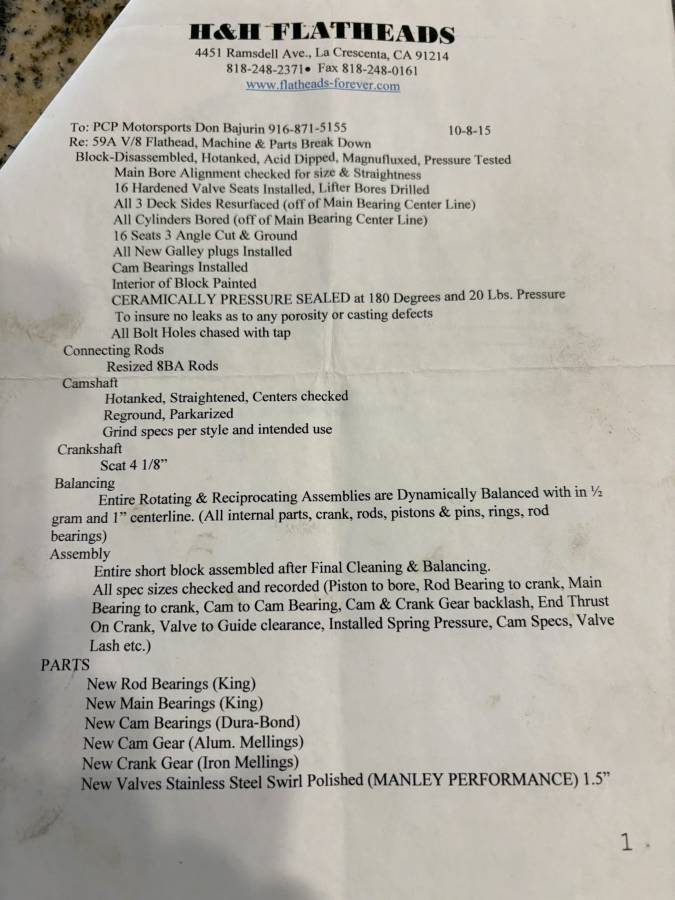 H&H FLATHEADS
4451 Ramsdell Ave., La Crescenta, CA 91214
818-248-2371• Fax 818-248-0161
www.flatheads-forever.com
To: PCP Motorsports Don Bajurin 916-871-5155 10-8-15
Re: 59A V/8 Flathead, Machine & Parts Break Down
Block-Disassembled, Hotanked, Acid Dipped, Magnufluxed, Pressure Tested
Main Bore Alignment checked for size & Straightness
16 Hardened Valve Seats Installed, Lifter Bores Drilled
All 3 Deck Sides Resurfaced (off of Main Bearing Center Line)
All Cylinders Bored (off of Main Bearing Center Line)
16 Seats 3 Angle Cut & Ground
All New Galley plugs Installed
Cam Bearings Installed
Interior of Block Painted
CERAMICALLY PRESSURE SEALED at 180 Degrees and 20 Lbs. Pressure
To insure no leaks as to any porosity or casting defects
All Bolt Holes chased with tap
Connecting Rods
Resized 8BA Rods
Camshaft
Hotanked, Straightened, Centers checked
Reground, Parkarized
Grind specs per style and intended use
Crankshaft
Scat 4 1/8”
Balancing
Entire Rotating & Reciprocating Assemblies are Dynamically Balanced with in ½
gram and 1” centerline. (All internal parts, crank, rods, pistons & pins, rings, rod
bearings)
Assembly
Entire short block assembled after Final Cleaning & Balancing.
All spec sizes checked and recorded (Piston to bore, Rod Bearing to crank, Main
Bearing to crank, Cam to Cam Bearing, Cam & Crank Gear backlash, End Thrust
On Crank, Valve to Guide clearance, Installed Spring Pressure, Cam Specs, Valve
Lash etc.)
PARTS
New Rod Bearings (King)
New Main Bearings (King)
New Cam Bearings (Dura-Bond)
New Cam Gear (Alum. Mellings)
New Crank Gear (Iron Mellings)
New Valves Stainless Steel Swirl Polished (MANLEY PERFORMANCE) 1.5”
1